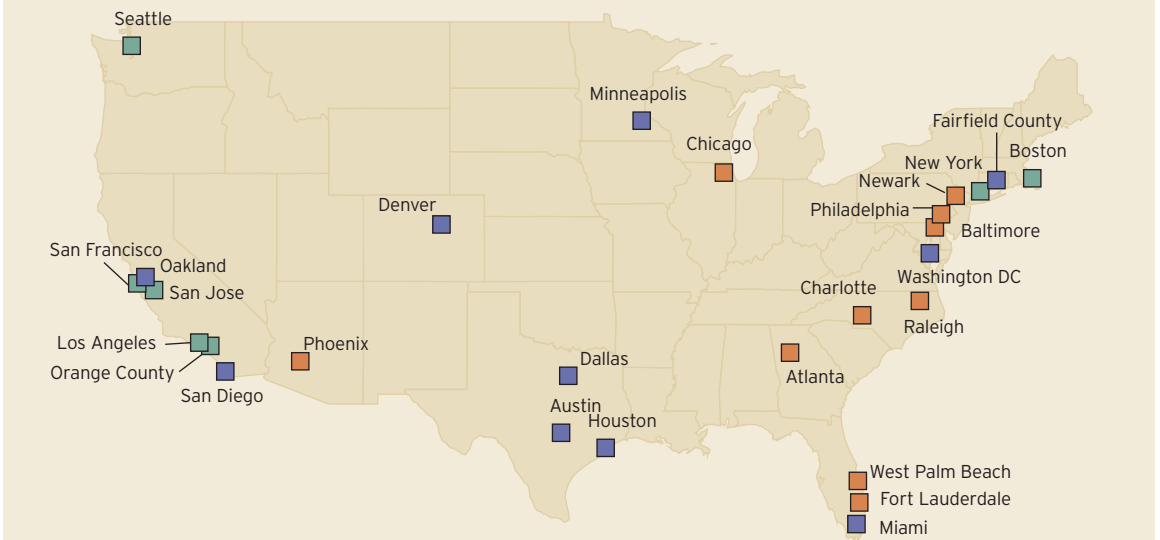 Seattle
Minneapolis
Fairfield County
Chicago
New York
Boston
Newark
Denver
Philadelphia
Baltimore
San Francisco
Oakland
Washington DC
San Jose
Charlotte
Raleigh
Los Angeles
Phoenix
Orange County
Dallas
Atlanta
San Diego
Austin
Houston
West Palm Beach
Fort Lauderdale
Miami